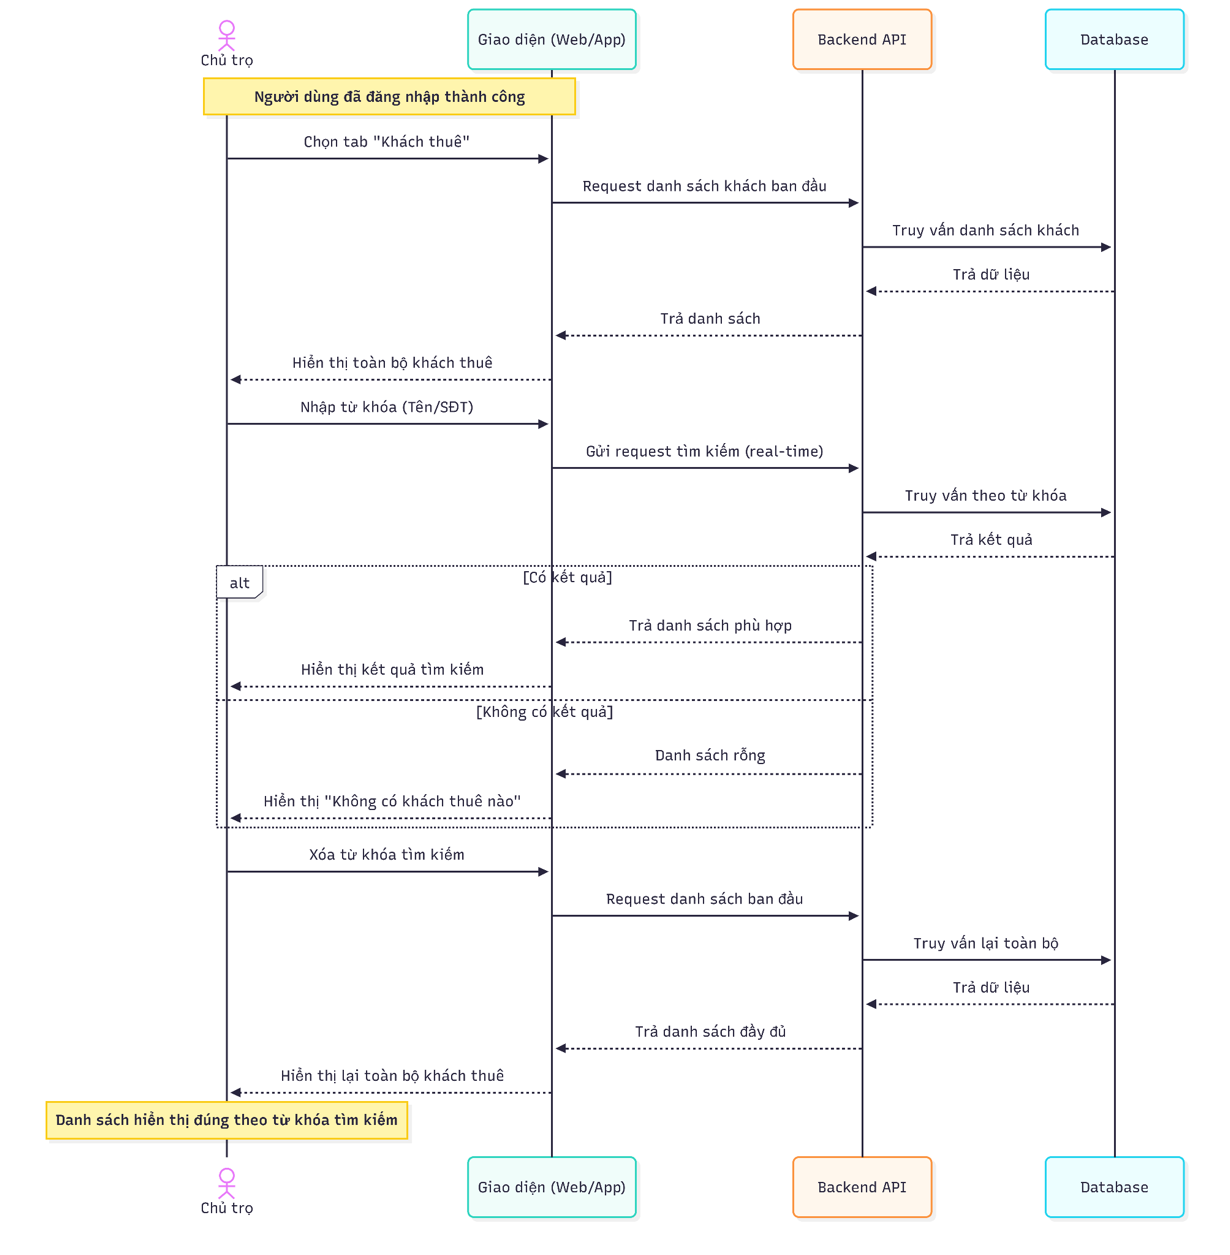 Chủ trọ
Giao diện (Web/App)
Backend API
Database
Người dùng đã đăng nhập thành công
Chọn tab "Khách thuê"
Request danh sách khách ban đầu
Truy vấn danh sách khách
Trả dữ liệu
Trả danh sách
Hiển thị toàn bộ khách thuê
Nhập từ khóa (Tên/SĐT)
Gửi request tìm kiếm (real-time)
Truy vấn theo từ khóa
Trả kết quả
alt
[Có kết quả]
Trả danh sách phù hợp
Hiển thị kết quả tìm kiếm
[Không có kết quả]
Danh sách rỗng
Hiển thị "Không có khách thuê nào"
Xóa từ khóa tìm kiếm
Request danh sách ban đầu
Truy vấn lại toàn bộ
Trả dữ liệu
Trả danh sách đầy đủ
Hiển thị lại toàn bộ khách thuê
Danh sách hiển thị đúng theo từ khóa tìm kiếm
Chủ trọ
Giao diện (Web/App)
Backend API
Database